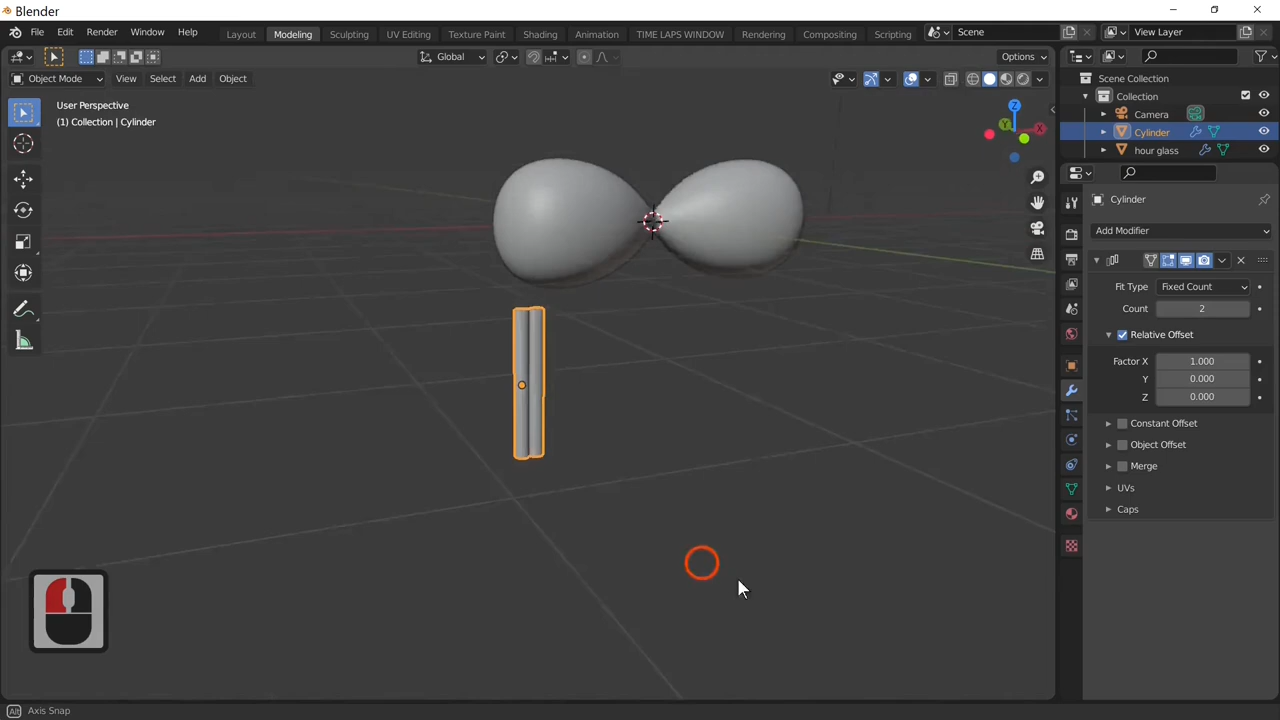 Blender
File Edit Render Window Help Layout Modeling Sculpting UV Editing Texture Paint Shading Animation TIME LAPS WINDOW Rendering Compositing Scripting Scene View Layer
Global Options
Object Mode View Select Add Object
User Perspective
(1) Collection | Cylinder
Z
Y
X
Scene Collection
Collection
Camera
Cylinder
hour glass
Cylinder
Add Modifier
Fit Type Fixed Count
Count 2
Relative Offset
Factor X 1.000
Y 0.000
Z 0.000
Constant Offset
Object Offset
Merge
UVs
Caps
Alt Axis Snap